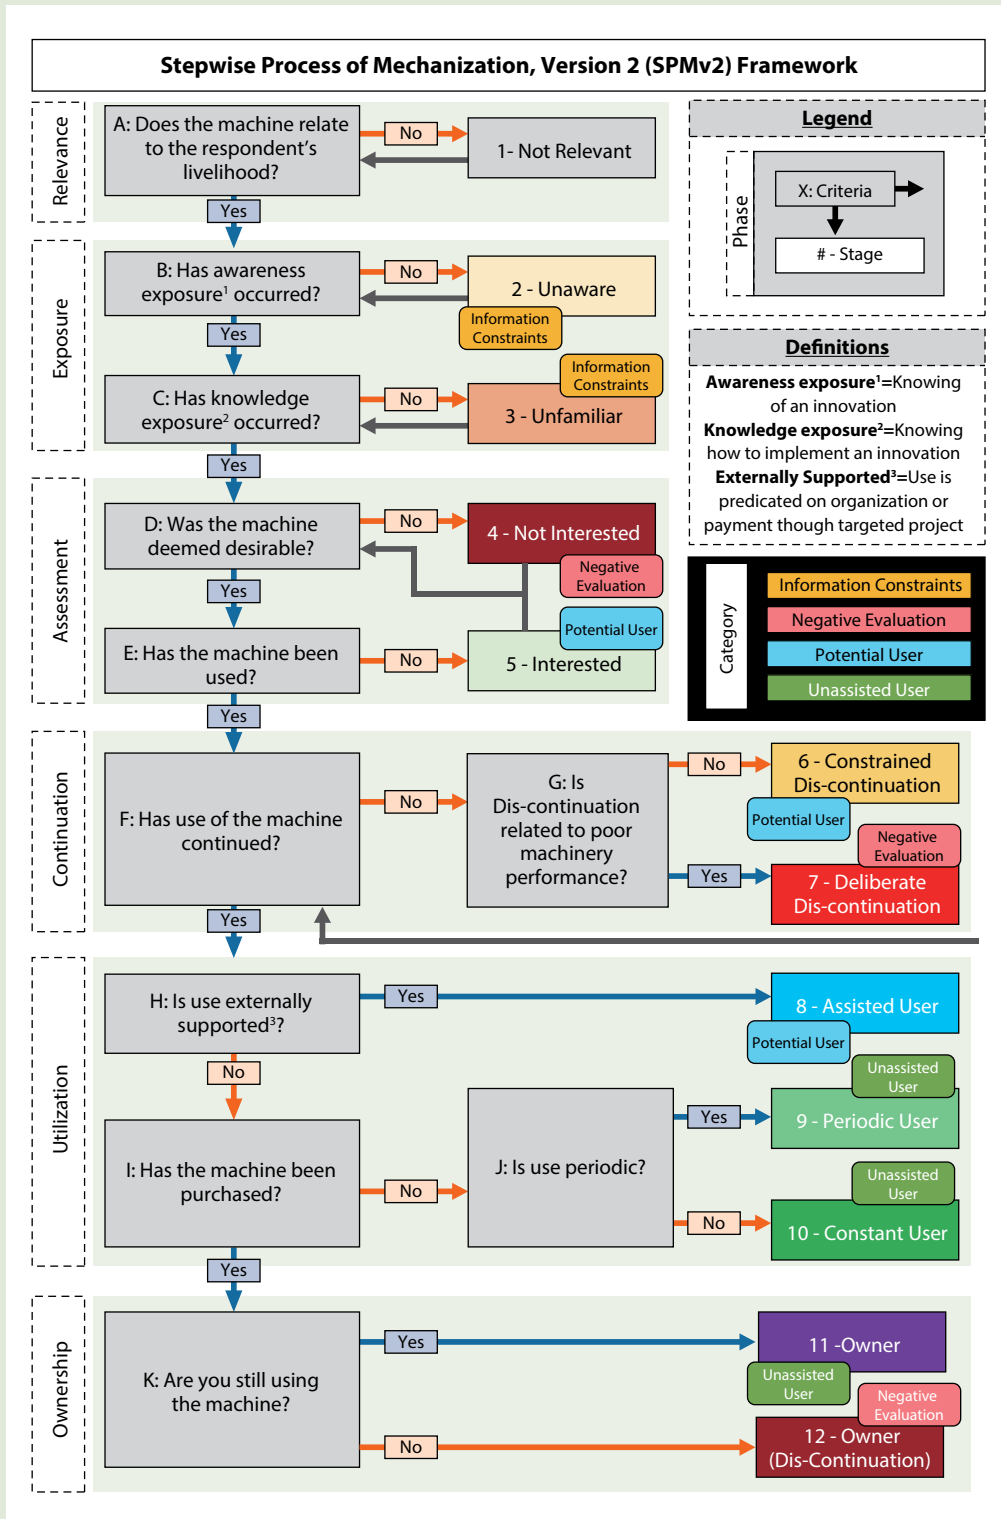 Stepwise Process of Mechanization, Version 2 (SPMv2) Framework
Relevance
A: Does the machine relate
to the respondent's
livelihood?
No
1- Not Relevant
Yes
Legend
Phase
X: Criteria
# - Stage
Exposure
B: Has awareness
exposure¹ occurred?
No
2 - Unaware
Information
Constraints
Yes
C: Has knowledge
exposure² occurred?
No
Information
Constraints
3 - Unfamiliar
Yes
Definitions
Awareness exposure¹=Knowing
of an innovation
Knowledge exposure²=Knowing
how to implement an innovation
Externally Supported³=Use is
predicated on organization or
payment though targeted project
Assessment
D: Was the machine
deemed desirable?
No
4 - Not Interested
Negative
Evaluation
Yes
E: Has the machine been
used?
No
Potential User
5 - Interested
Yes
Category
Information Constraints
Negative Evaluation
Potential User
Unassisted User
Continuation
F: Has use of the machine
continued?
No
G: Is
Dis-continuation
related to poor
machinery
performance?
No
6 - Constrained
Dis-continuation
Potential User
Yes
Negative
Evaluation
7 - Deliberate
Dis-continuation
Yes
Utilization
H: Is use externally
supported³?
Yes
8 - Assisted User
Potential User
No
I: Has the machine been
purchased?
No
J: Is use periodic?
Yes
Unassisted
User
9 - Periodic User
No
Unassisted
User
10 - Constant User
Yes
Ownership
K: Are you still using
the machine?
Yes
11 -Owner
Unassisted
User
No
Negative
Evaluation
12 - Owner
(Dis-Continuation)